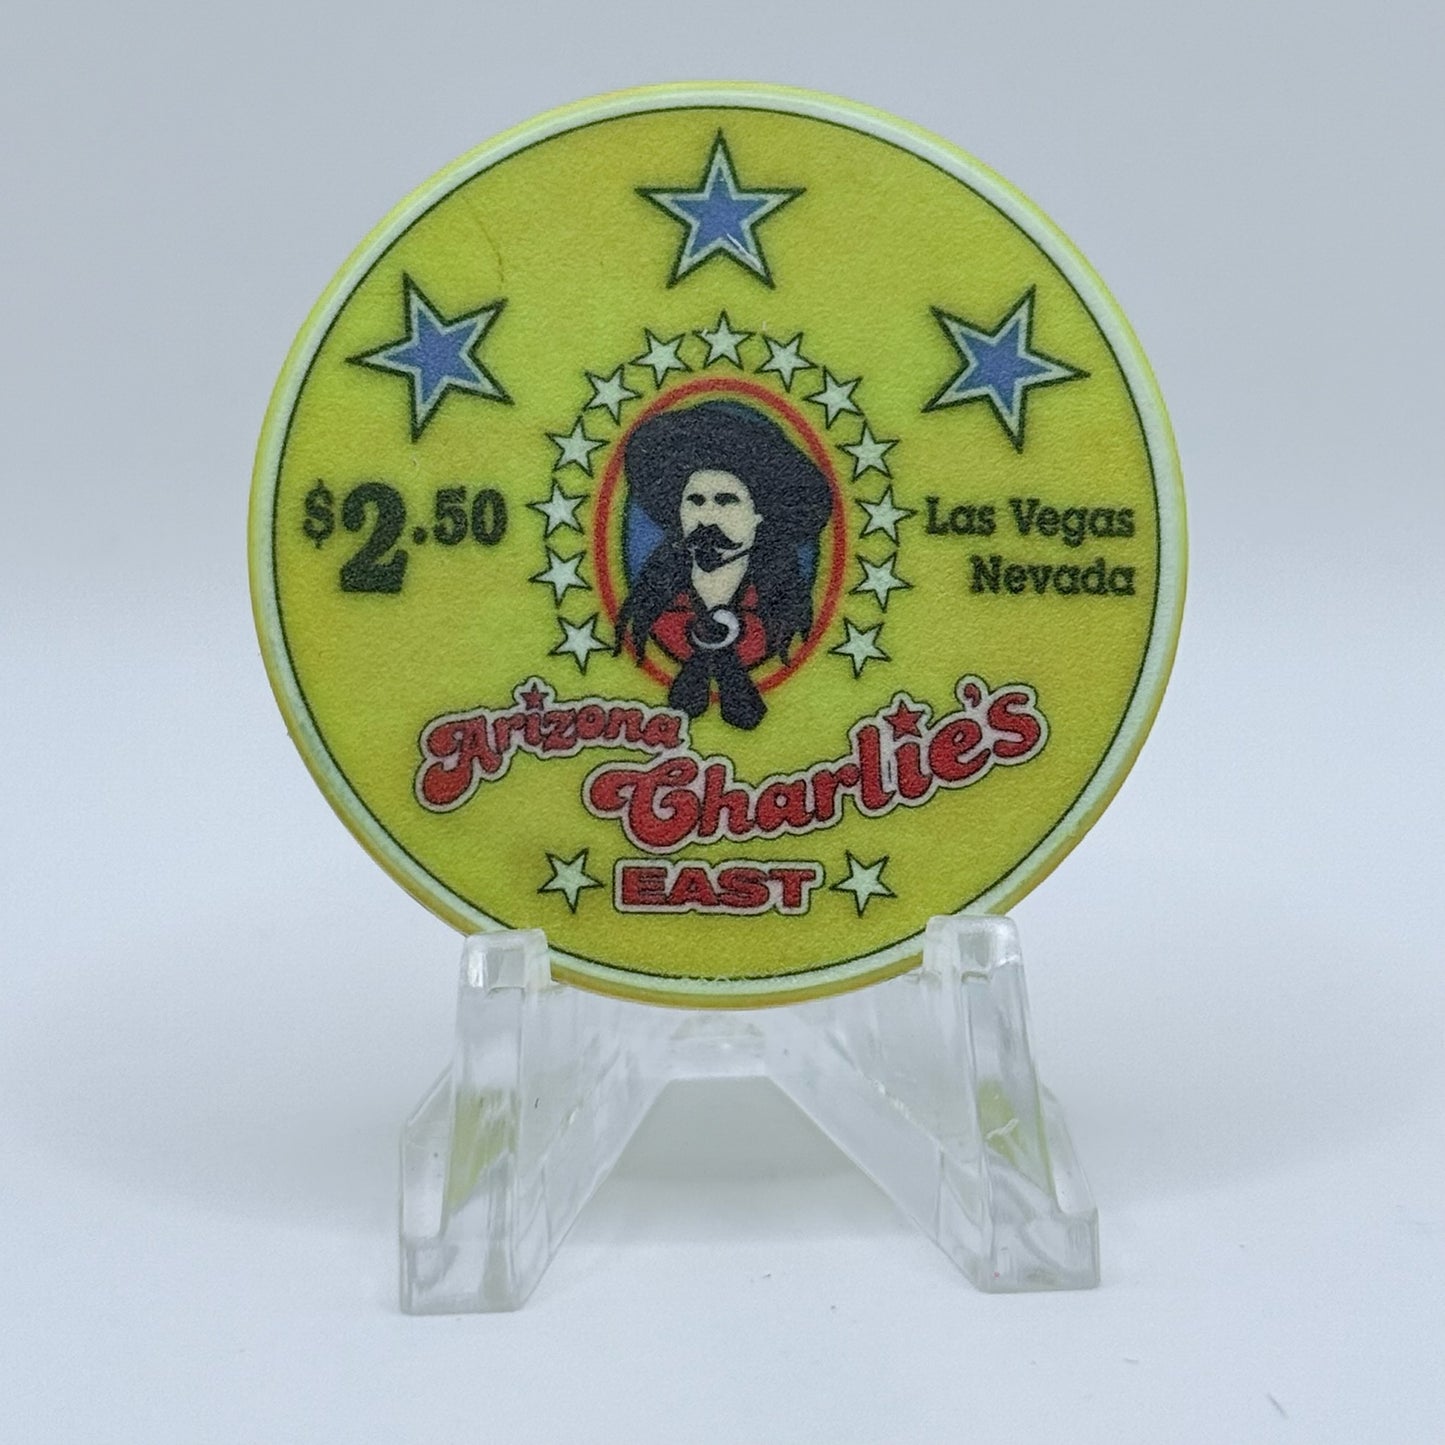 $2.50
Las Vegas
Nevada
Arizona
Charlie's
EAST